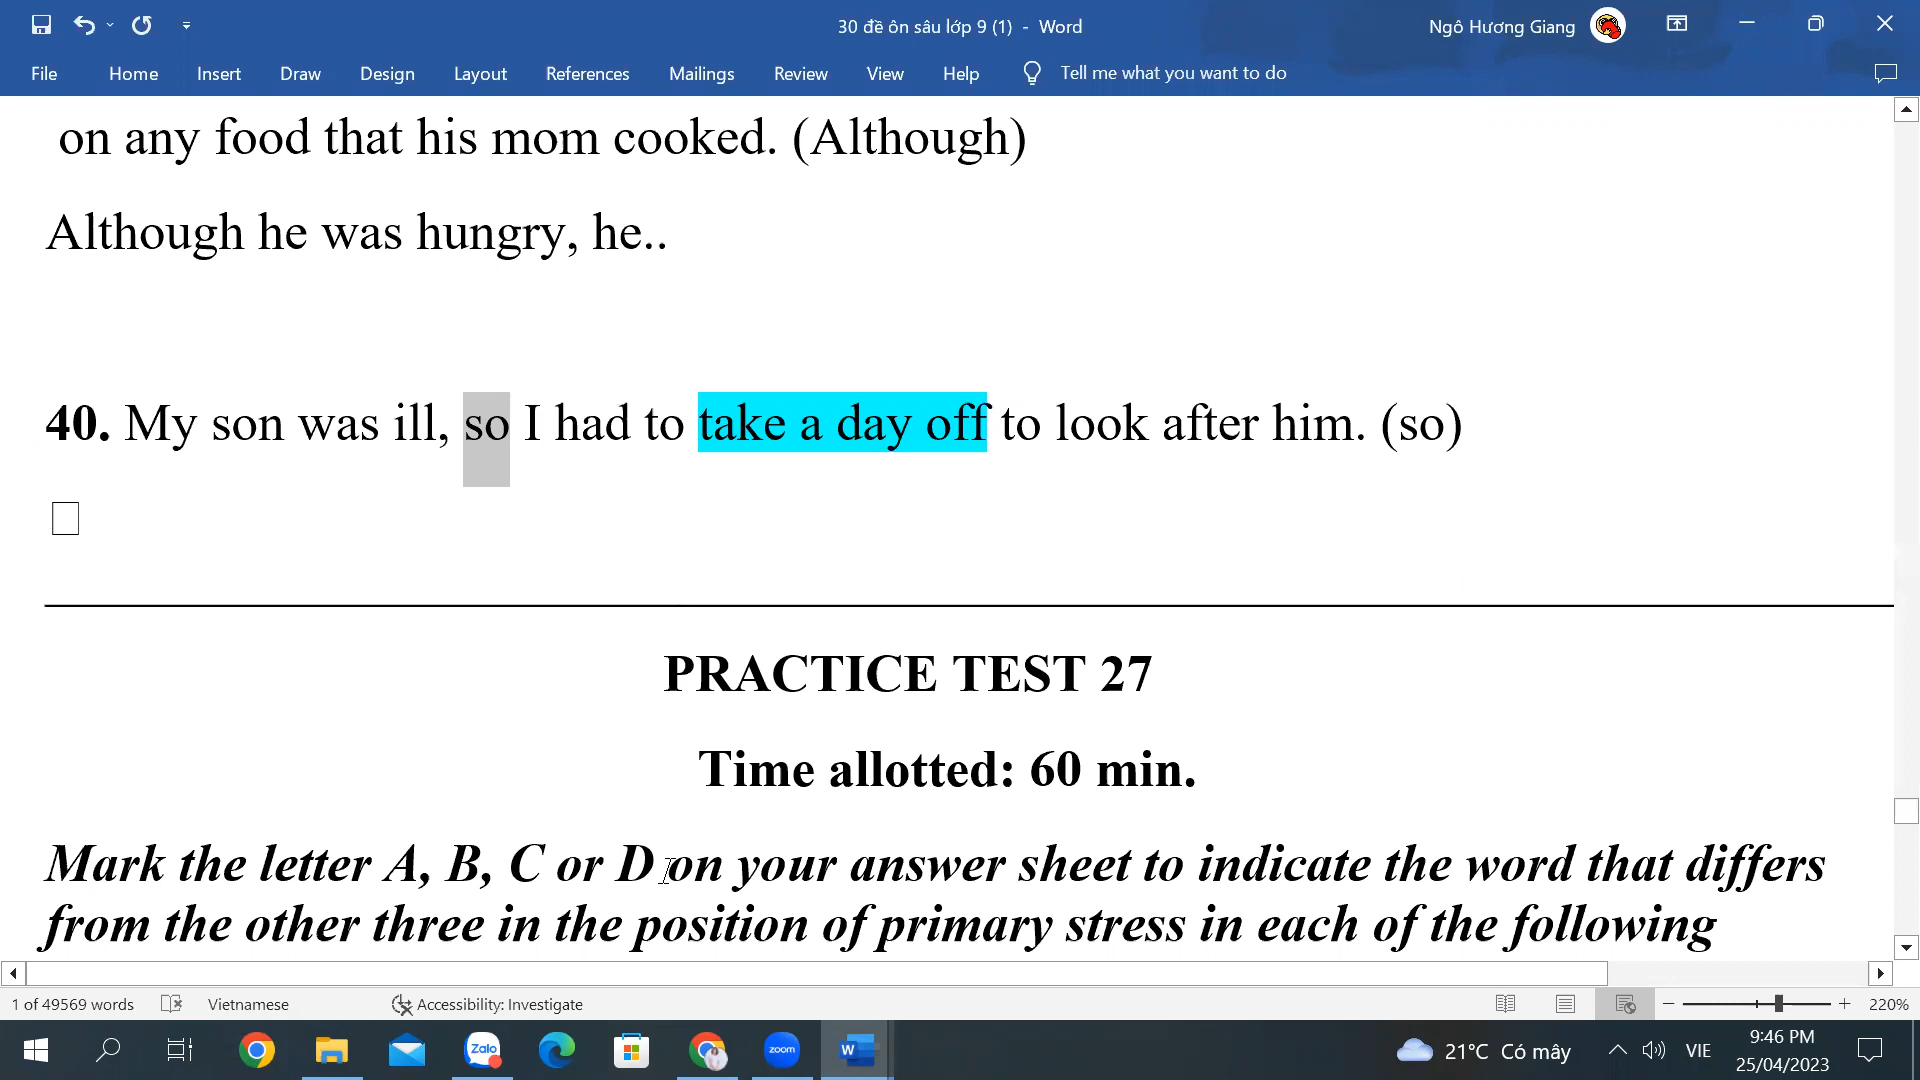 30 đề ôn sâu lớp 9 (1) - Word
Ngô Hương Giang
File Home Insert Draw Design Layout References Mailings Review View Help Tell me what you want to do
on any food that his mom cooked. (Although)
Although he was hungry, he..
40. My son was ill, so I had to take a day off to look after him. (so)
PRACTICE TEST 27
Time allotted: 60 min.
Mark the letter A, B, C or D on your answer sheet to indicate the word that differs
from the other three in the position of primary stress in each of the following
1 of 49569 words Vietnamese Accessibility: Investigate 220%
Zalo zoom W 21°C Có mây VIE 9:46 PM
25/04/2023